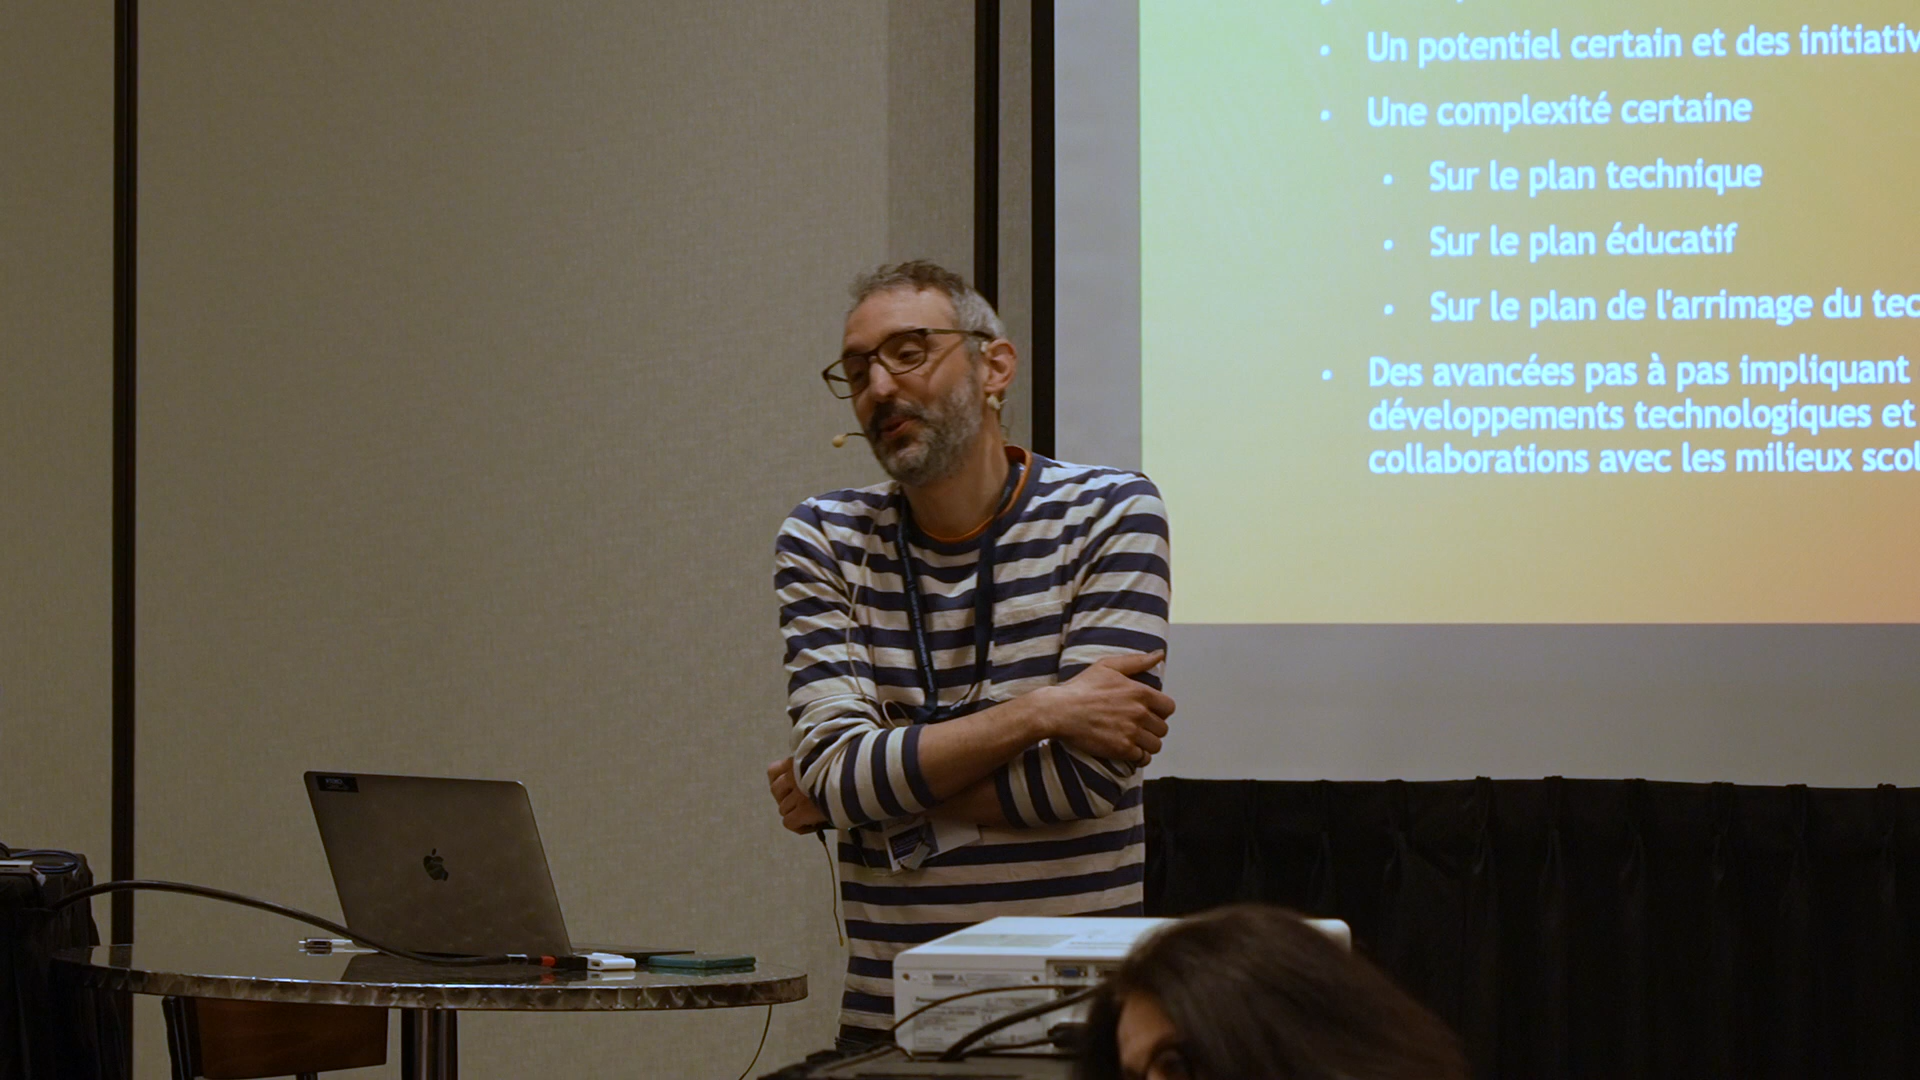 Un potentiel certain et des
Une complexité certaine
Sur le plan technique
Sur le plan éducatif
Sur le plan de l'arrimage du
Des avancées pas à pas impliquant
développements technologiques et
collaborations avec les milieux